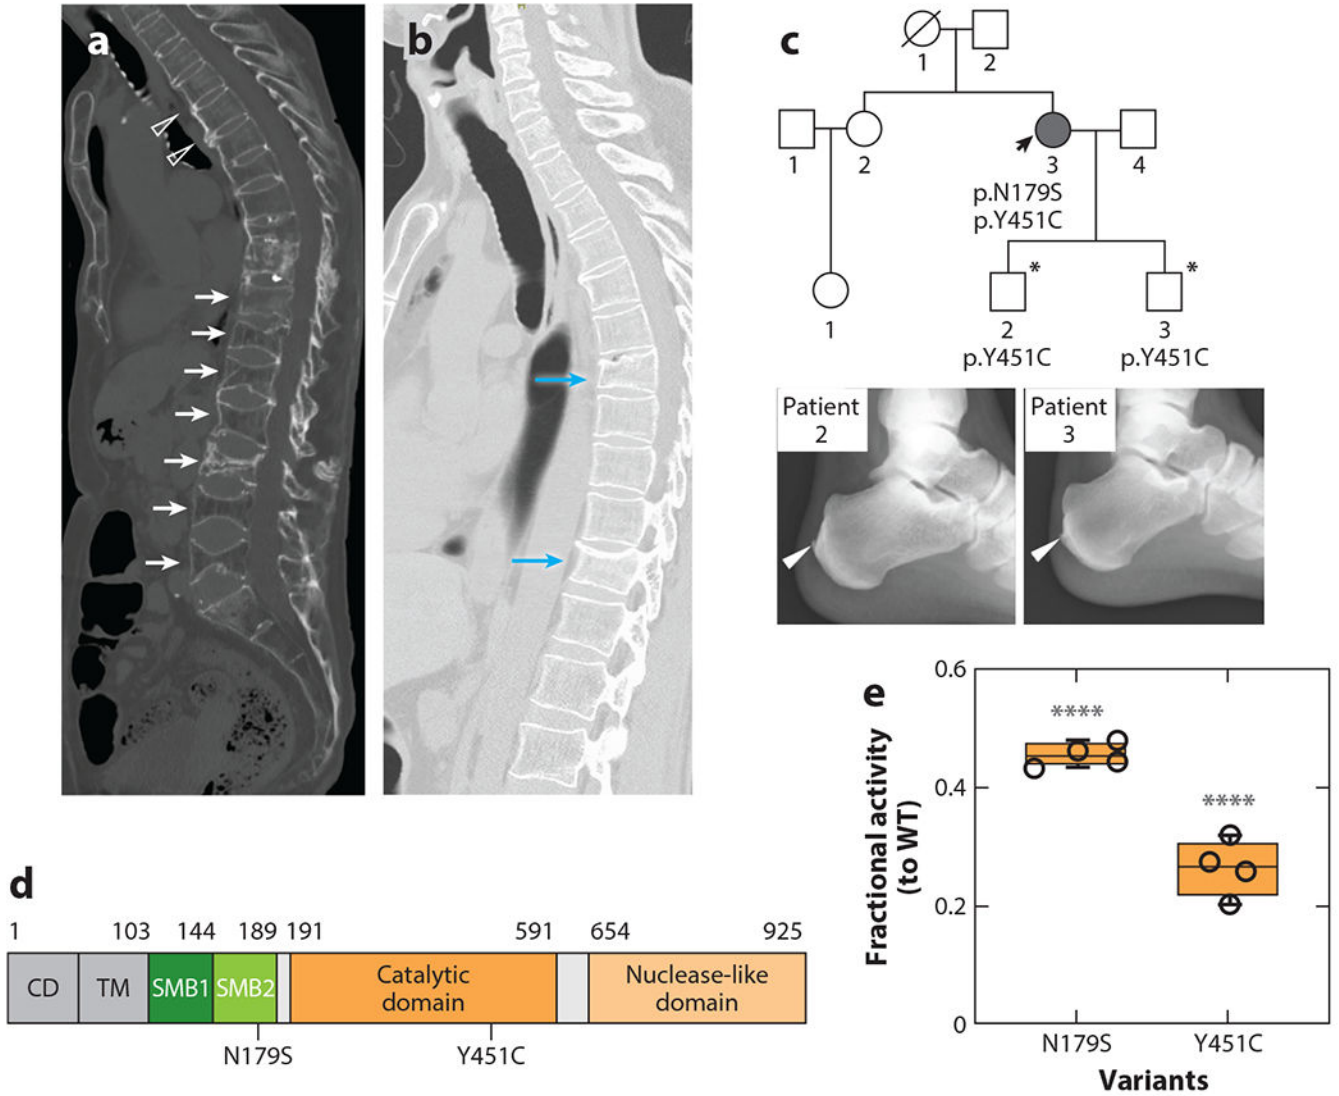 a
b
c
1
2
1
2
3
4
p.N179S
p.Y451C
*
*
1
2
3
p.Y451C
p.Y451C
Patient
2
Patient
3
d
1
103
144
189
191
591
654
925
CD
TM
SMB1
SMB2
Catalytic
domain
Nuclease-like
domain
N179S
Y451C
e
Fractional activity
(to WT)
0.6
0.4
0.2
0
****
****
N179S
Y451C
Variants